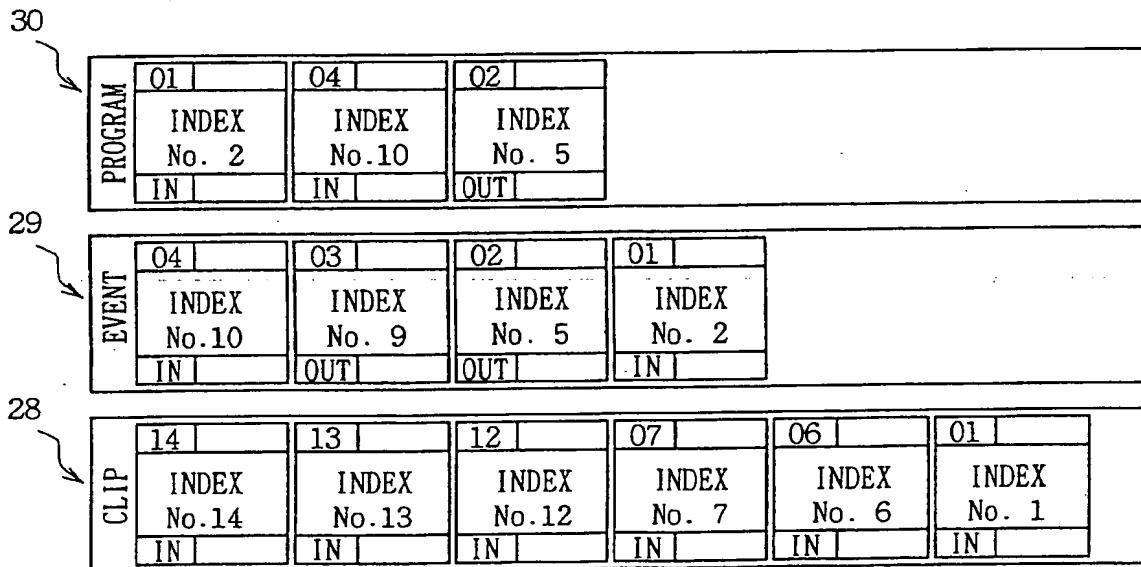 30
PROGRAM
01 04 02
INDEX INDEX INDEX
No. 2 No.10 No. 5
IN IN OUT
29
EVENT
04 03 02 01
INDEX INDEX INDEX INDEX
No.10 No. 9 No. 5 No. 2
IN OUT OUT IN
28
CLIP
14 13 12 07 06 01
INDEX INDEX INDEX INDEX INDEX INDEX
No.14 No.13 No.12 No. 7 No. 6 No. 1
IN IN IN IN IN IN